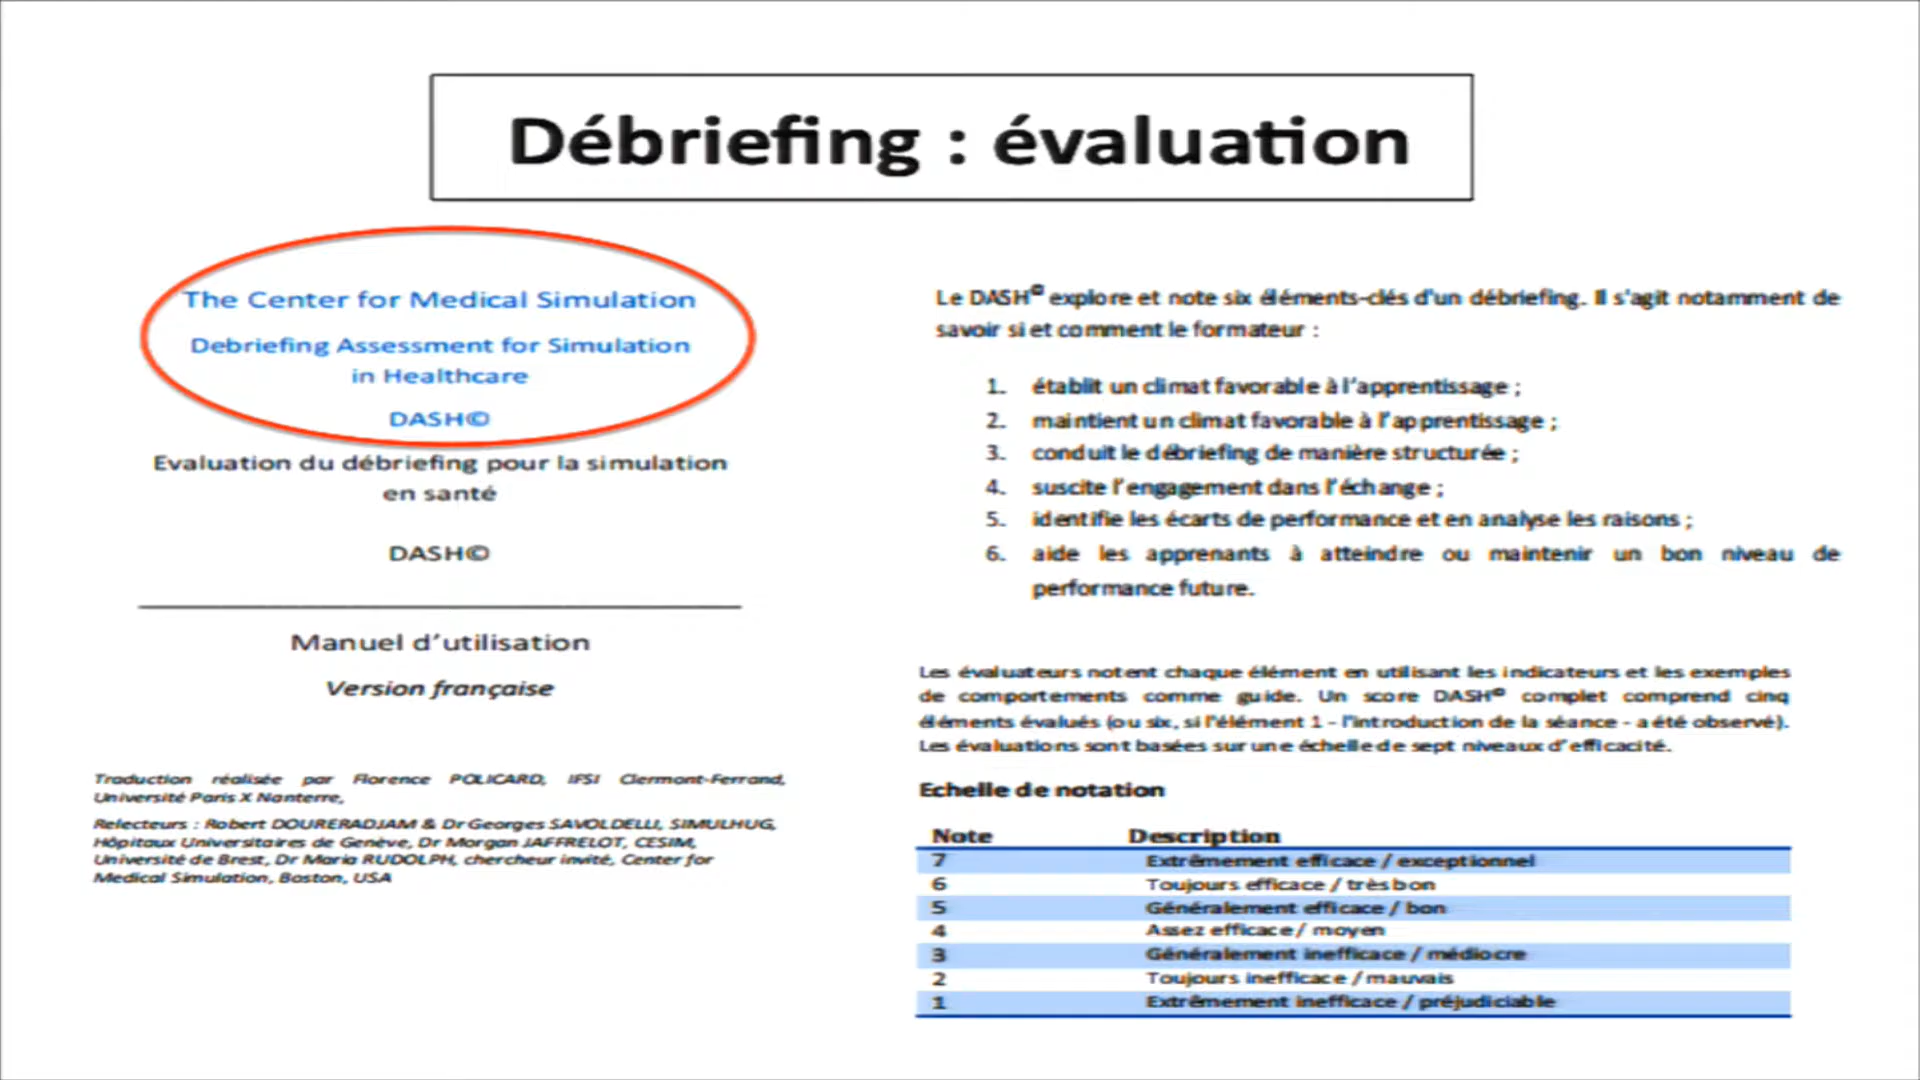 Débriefing : évaluation
The Center for Medical Simulation
Debriefing Assessment for Simulation
in Healthcare
DASH©
Evaluation du débriefing pour la simulation
en santé
DASH©
Manuel d’utilisation
Version française
Traduction réalisée par Florence POLICARD, IFSI Clermont-Ferrand,
Université Paris X Nanterre,
Relecteurs : Robert DOURERADJAM & Dr Georges SAVOLDELLI, SIMULHUG,
Hôpitaux Universitaires de Genève, Dr Morgan JAFFRELOT, CESIM,
Université de Brest, Dr Maria RUDOLPH, chercheur invité, Center for
Medical Simulation, Boston, USA
Le DASH© explore et note six éléments-clés d'un débriefing. Il s'agit notamment de
savoir si et comment le formateur :
1. établit un climat favorable à l’apprentissage ;
2. maintient un climat favorable à l’apprentissage ;
3. conduit le débriefing de manière structurée ;
4. suscite l’engagement dans l’échange ;
5. identifie les écarts de performance et en analyse les raisons ;
6. aide les apprenants à atteindre ou maintenir un bon niveau de
performance future.
Les évaluateurs notent chaque élément en utilisant les indicateurs et les exemples
de comportements comme guide. Un score DASH© complet comprend cinq
éléments évalués (ou six, si l'élément 1 - l'introduction de la séance - a été observé).
Les évaluations sont basées sur une échelle de sept niveaux d’efficacité.
Echelle de notation
Note Description
7 Extrêmement efficace / exceptionnel
6 Toujours efficace / très bon
5 Généralement efficace / bon
4 Assez efficace / moyen
3 Généralement inefficace / médiocre
2 Toujours inefficace / mauvais
1 Extrêmement inefficace / préjudiciable